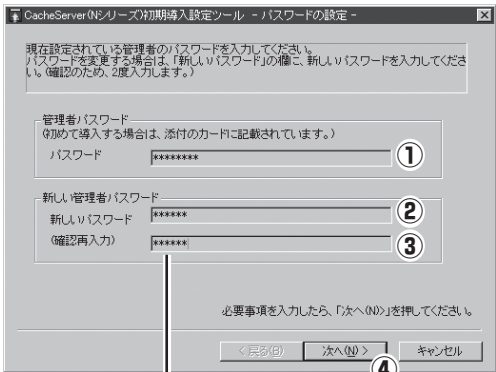 CacheServer(Nシリーズ)初期導入設定ツール － パスワードの設定 －
現在設定されている管理者のパスワードを入力してください。
パスワードを変更する場合は、「新しいパスワード」の欄に、新しいパスワードを入力してくださ
い。(確認のため、2度入力します。)
管理者パスワード
(初めて導入する場合は、添付のカードに記載されています。)
パスワード ******** ①
新しい管理者パスワード
新しいパスワード ****** ②
(確認再入力) ****** ③
必要事項を入力したら、「次へ(N)>」を押してください。
< 戻る(B) 次へ(N) > ④ キャンセル